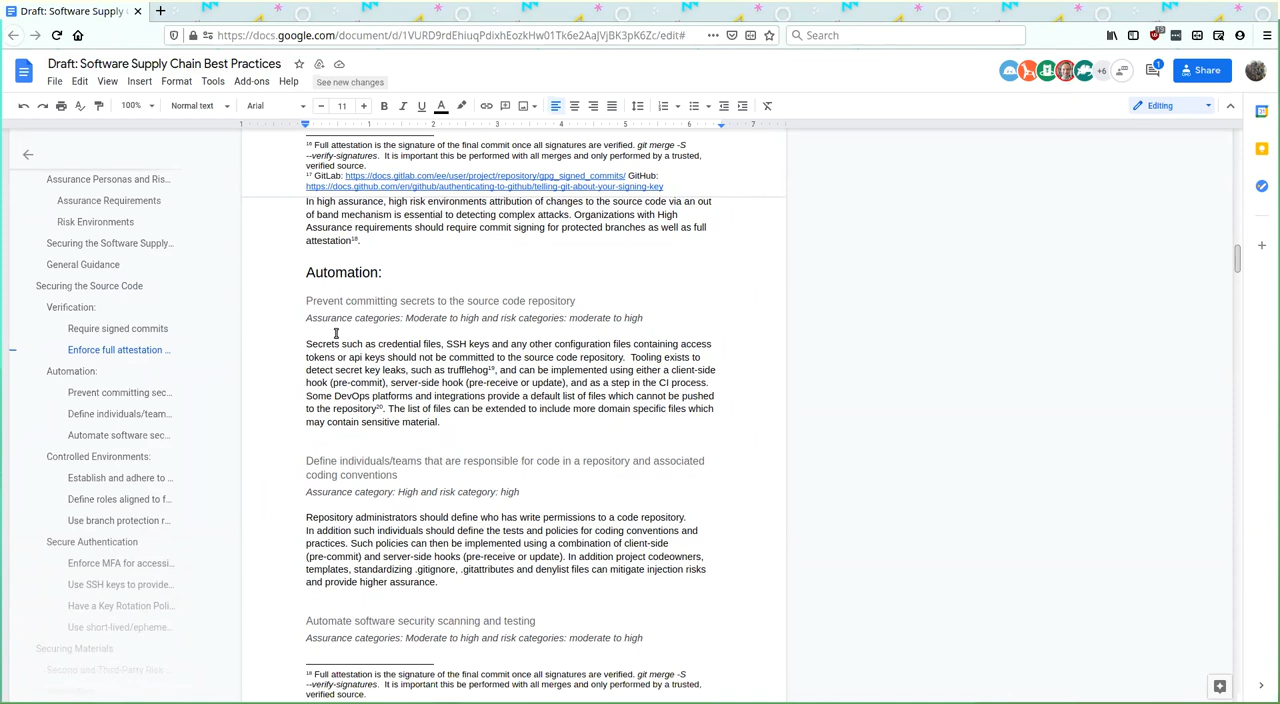 Draft: Software Supply C
https://docs.google.com/document/d/1VURD9rdEhiuqPdixhEozkHw01Tk6e2AaJVjBK3pK6Zc/edit#
Search
Draft: Software Supply Chain Best Practices
File Edit View Insert Format Tools Add-ons Help See new changes
+6
1
Share
100% Normal text Arial 11 B I U A Editing
1 1 2 3 4 5 6 7
Assurance Personas and Ris...
Assurance Requirements
Risk Environments
Securing the Software Supply...
General Guidance
Securing the Source Code
Verification:
Require signed commits
Enforce full attestation ...
Automation:
Prevent committing sec...
Define individuals/team...
Automate software sec...
Controlled Environments:
Establish and adhere to ...
Define roles aligned to f...
Use branch protection r...
Secure Authentication
Enforce MFA for accessi...
Use SSH keys to provide...
Have a Key Rotation Poli...
Use short-lived/epheme...
Securing Materials
Second and Third-Party Risk ...
16 Full attestation is the signature of the final commit once all signatures are verified. git merge -S
--verify-signatures. It is important this be performed with all merges and only performed by a trusted,
verified source.
17 GitLab: https://docs.gitlab.com/ee/user/project/repository/gpg_signed_commits/ GitHub:
https://docs.github.com/en/github/authenticating-to-github/telling-git-about-your-signing-key
In high assurance, high risk environments attribution of changes to the source code via an out
of band mechanism is essential to detecting complex attacks. Organizations with High
Assurance requirements should require commit signing for protected branches as well as full
attestation18.
Automation:
Prevent committing secrets to the source code repository
Assurance categories: Moderate to high and risk categories: moderate to high
Secrets such as credential files, SSH keys and any other configuration files containing access
tokens or api keys should not be committed to the source code repository. Tooling exists to
detect secret key leaks, such as trufflehog19, and can be implemented using either a client-side
hook (pre-commit), server-side hook (pre-receive or update), and as a step in the CI process.
Some DevOps platforms and integrations provide a default list of files which cannot be pushed
to the repository20. The list of files can be extended to include more domain specific files which
may contain sensitive material.
Define individuals/teams that are responsible for code in a repository and associated
coding conventions
Assurance category: High and risk category: high
Repository administrators should define who has write permissions to a code repository.
In addition such individuals should define the tests and policies for coding conventions and
practices. Such policies can then be implemented using a combination of client-side
(pre-commit) and server-side hooks (pre-receive or update). In addition project codeowners,
templates, standardizing .gitignore, .gitattributes and denylist files can mitigate injection risks
and provide higher assurance.
Automate software security scanning and testing
Assurance categories: Moderate to high and risk categories: moderate to high
18 Full attestation is the signature of the final commit once all signatures are verified. git merge -S
--verify-signatures. It is important this be performed with all merges and only performed by a trusted,
verified source.